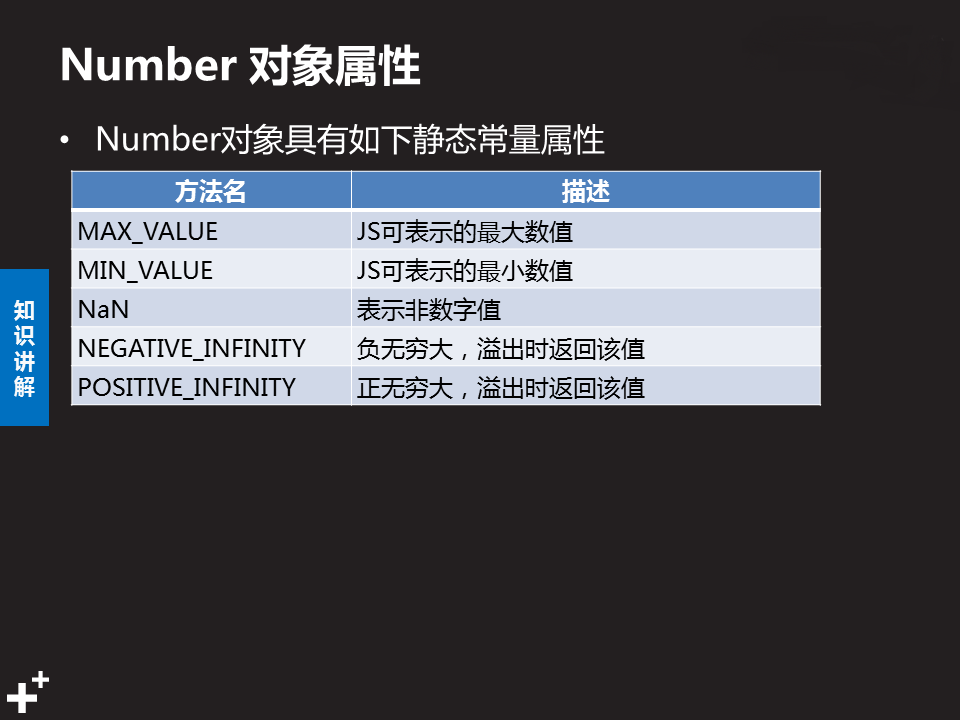 Number 对象属性
• Number对象具有如下静态常量属性
方法名 描述
MAX_VALUE JS可表示的最大数值
MIN_VALUE JS可表示的最小数值
NaN 表示非数字值
NEGATIVE_INFINITY 负无穷大，溢出时返回该值
POSITIVE_INFINITY 正无穷大，溢出时返回该值
知识讲解